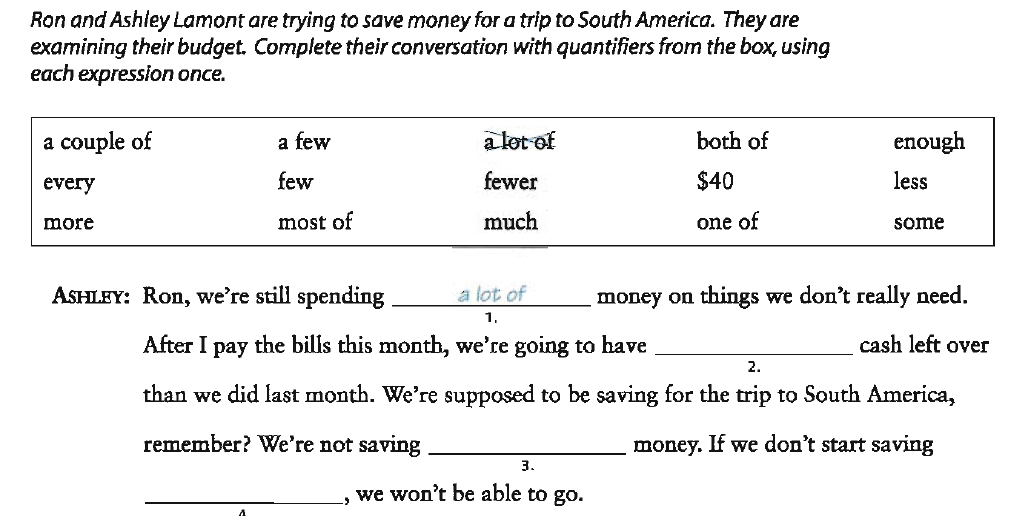 Ron and Ashley Lamont are trying to save money for a trip to South America. They are
examining their budget. Complete their conversation with quantifiers from the box, using
each expression once.
a couple of a few a lot of both of enough
every few fewer $40 less
more most of much one of some
ASHLEY: Ron, we're still spending a lot of money on things we don't really need.
1.
After I pay the bills this month, we're going to have ____ cash left over
2.
than we did last month. We're supposed to be saving for the trip to South America,
remember? We're not saving ____ money. If we don't start saving
3.
____, we won't be able to go.
4.